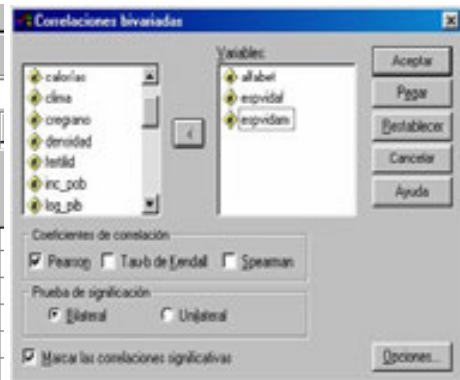 Correlaciones bivariadas
calorías
clima
cregrano
densidad
fertilid
inc_pob
log_pib
Variables:
alfabet
espvidaf
espvidam
Aceptar
Pegar
Restablecer
Cancelar
Ayuda
Coeficientes de correlación
Pearson Tau-b de Kendall Spearman
Prueba de significación
Bilateral Unilateral
Marcar las correlaciones significativas
Opciones...